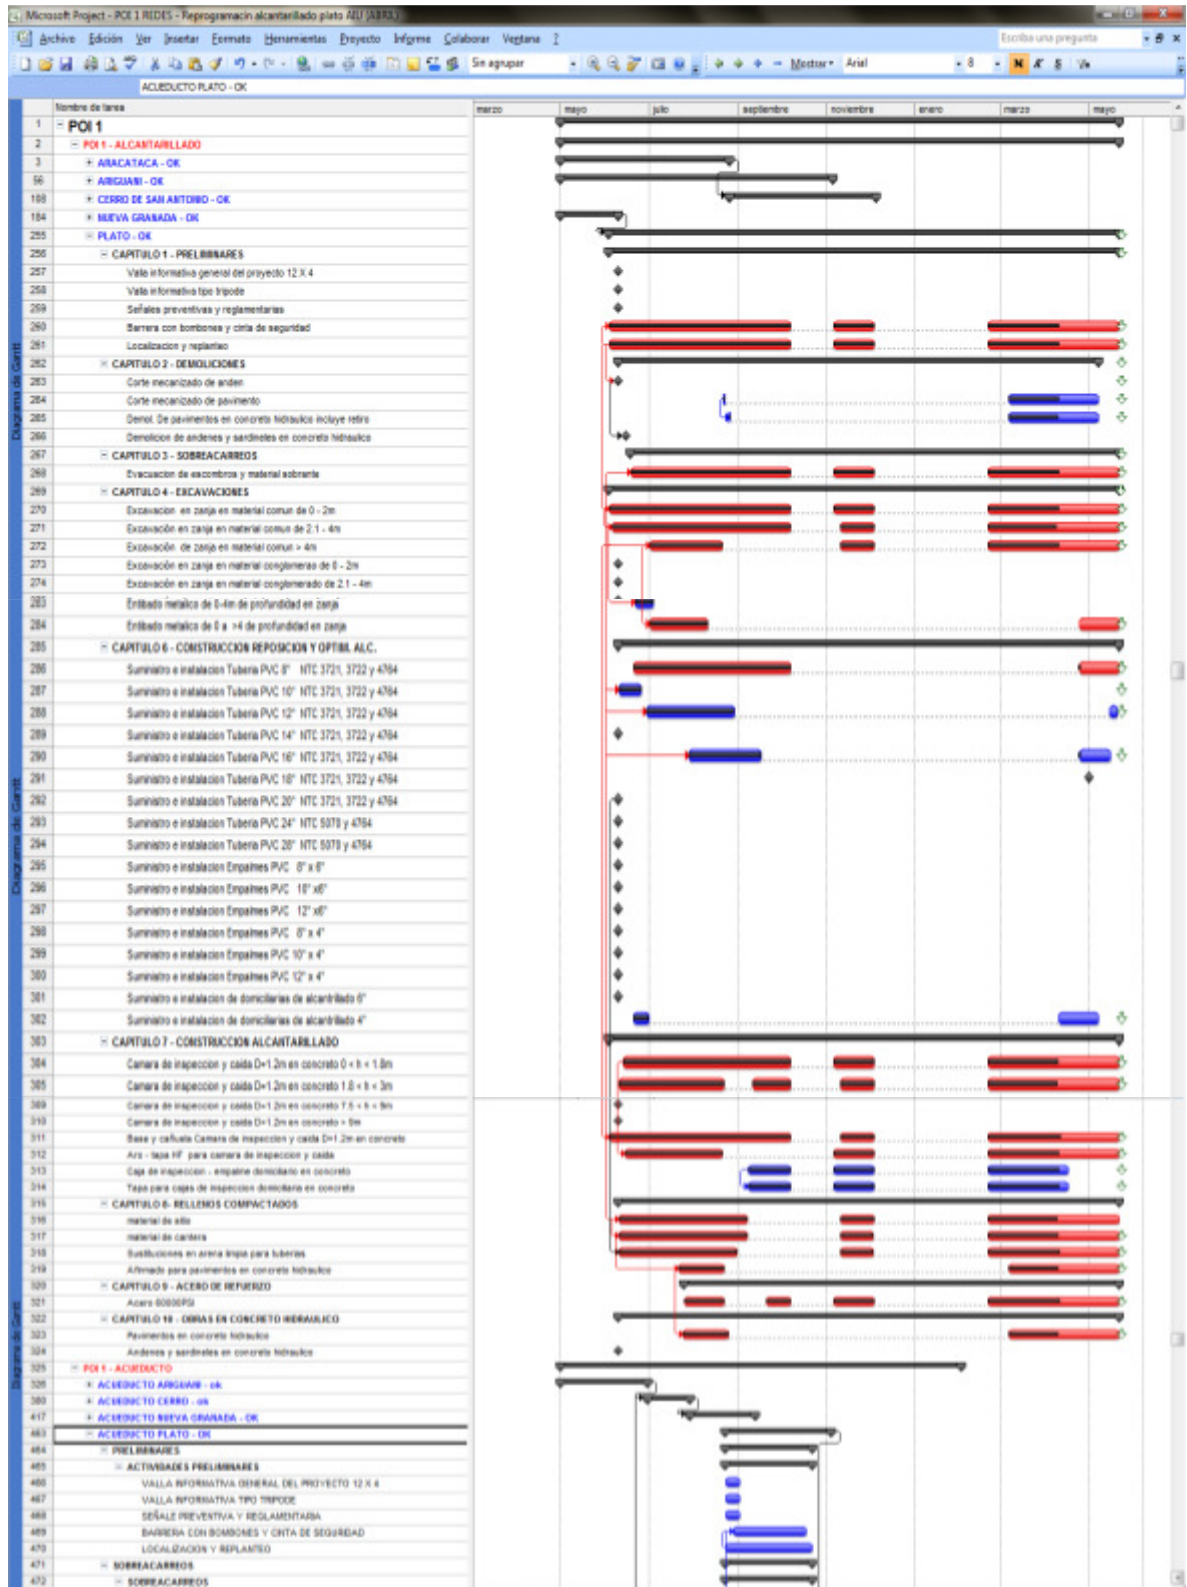 Microsoft Project - POI 1 REDES - Reprogramacin alcantarillado plato AIU (ABRIL)
Archivo Edición Ver Insertar Formato Herramientas Proyecto Informe Colaborar Ventana ?
Escriba una pregunta
Sin agrupar Mostrar Arial 8 N K S
ACUEDUCTO PLATO - OK
Nombre de tarea marzo mayo julio septiembre noviembre enero marzo mayo
1 POI 1
2 POI 1 - ALCANTARILLADO
3 ARACATACA - OK
56 ARIGUANI - OK
108 CERRO DE SAN ANTONIO - OK
184 NUEVA GRANADA - OK
255 PLATO - OK
256 CAPITULO 1 - PRELIMINARES
257 Valla informativa general del proyecto 12 X 4
258 Valla informativa tipo tripode
259 Señales preventivas y reglamentarias
260 Barrera con bombones y cinta de seguridad
261 Localizacion y replanteo
262 CAPITULO 2 - DEMOLICIONES
263 Corte mecanizado de anden
264 Corte mecanizado de pavimento
265 Demol. De pavimentos en concreto hidraulico incluye retiro
266 Demolicion de andenes y sardineles en concreto hidraulico
267 CAPITULO 3 - SOBREACARREOS
268 Evacuacion de escombros y material sobrante
269 CAPITULO 4 - EXCAVACIONES
270 Excavacion en zanja en material comun de 0 - 2m
271 Excavación en zanja en material comun de 2.1 - 4m
272 Excavación de zanja en material comun > 4m
273 Excavación en zanja en material conglomerao de 0 - 2m
274 Excavación en zanja en material conglomerado de 2.1 - 4m
283 Entibado metalico de 0-4m de profundidad en zanja
284 Entibado metalico de 0 a >4 de profundidad en zanja
285 CAPITULO 6 - CONSTRUCCION REPOSICION Y OPTIMI. ALC.
286 Suministro e instalacion Tuberia PVC 8" NTC 3721, 3722 y 4764
287 Suministro e instalacion Tuberia PVC 10" NTC 3721, 3722 y 4764
288 Suministro e instalacion Tuberia PVC 12" NTC 3721, 3722 y 4764
289 Suministro e instalacion Tuberia PVC 14" NTC 3721, 3722 y 4764
290 Suministro e instalacion Tuberia PVC 16" NTC 3721, 3722 y 4764
291 Suministro e instalacion Tuberia PVC 18" NTC 3721, 3722 y 4764
292 Suministro e instalacion Tuberia PVC 20" NTC 3721, 3722 y 4764
293 Suministro e instalacion Tuberia PVC 24" NTC 5070 y 4764
294 Suministro e instalacion Tuberia PVC 28" NTC 5070 y 4764
295 Suministro e instalacion Empalmes PVC 8" x 6"
296 Suministro e instalacion Empalmes PVC 10" x6"
297 Suministro e instalacion Empalmes PVC 12" x6"
298 Suministro e instalacion Empalmes PVC 8" x 4"
299 Suministro e instalacion Empalmes PVC 10" x 4"
300 Suministro e instalacion Empalmes PVC 12" x 4"
301 Suministro e instalacion de domiciliarias de alcantrillado 6"
302 Suministro e instalacion de domiciliarias de alcantrillado 4"
303 CAPITULO 7 - CONSTRUCCION ALCANTARILLADO
304 Camara de inspeccion y caida D=1.2m en concreto 0 < h < 1.8m
305 Camara de inspeccion y caida D=1.2m en concreto 1.8 < h < 3m
309 Camara de inspeccion y caida D=1.2m en concreto 7.5 < h < 9m
310 Camara de inspeccion y caida D=1.2m en concreto > 9m
311 Base y cañuela Camara de inspeccion y caida D=1.2m en concreto
312 Aro - tapa HF para camara de inspeccion y caida
313 Caja de inspeccion - empalme domiciliario en concreto
314 Tapa para cajas de inspeccion domiciliaria en concreto
315 CAPITULO 8- RELLENOS COMPACTADOS
316 material de sitio
317 material de cantera
318 Sustituciones en arena limpia para tuberias
319 Afirmado para pavimentos en concreto hidraulico
320 CAPITULO 9 - ACERO DE REFUERZO
321 Acero 60000PSI
322 CAPITULO 10 - OBRAS EN CONCRETO HIDRAULICO
323 Pavimentos en concreto hidraulico
324 Andenes y sardineles en concreto hidraulico
325 POI 1 - ACUEDUCTO
326 ACUEDUCTO ARIGUANI - ok
380 ACUEDUCTO CERRO - ok
417 ACUEDUCTO NUEVA GRANADA - OK
463 ACUEDUCTO PLATO - OK
464 PRELIMINARES
465 ACTIVIDADES PRELIMINARES
466 VALLA INFORMATIVA GENERAL DEL PROYECTO 12 X 4
467 VALLA INFORMATIVA TIPO TRIPODE
468 SEÑALE PREVENTIVA Y REGLAMENTARIA
469 BARRERA CON BOMBONES Y CINTA DE SEGURIDAD
470 LOCALIZACION Y REPLANTEO
471 SOBREACARREOS
472 SOBREACARREOS
Diagrama de Gantt
Diagrama de Gantt
Diagrama de Gantt